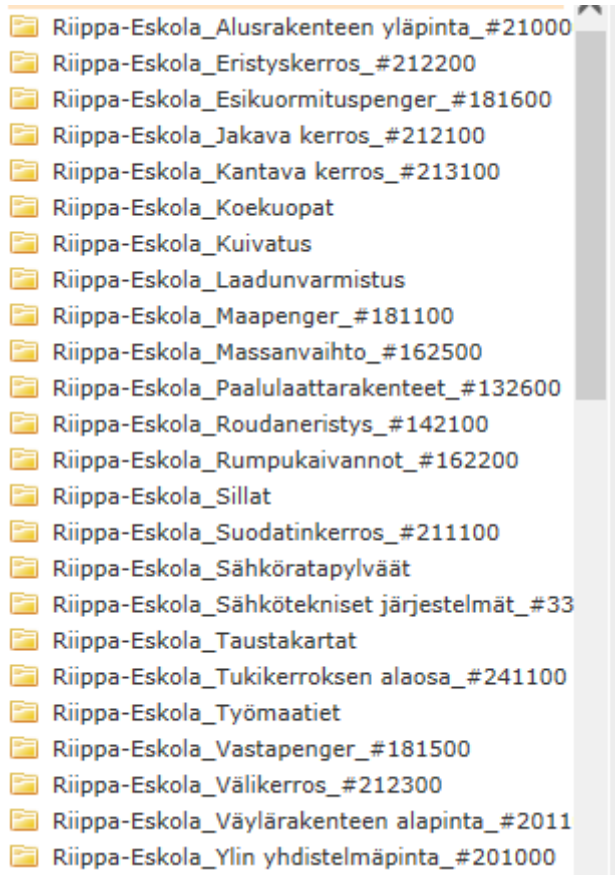 Riippa-Eskola_Alusrakenteen yläpinta_#21000
Riippa-Eskola_Eristyskerros_#212200
Riippa-Eskola_Esikuormituspenger_#181600
Riippa-Eskola_Jakava kerros_#212100
Riippa-Eskola_Kantava kerros_#213100
Riippa-Eskola_Koekuopat
Riippa-Eskola_Kuivatus
Riippa-Eskola_Laadunvarmistus
Riippa-Eskola_Maapenger_#181100
Riippa-Eskola_Massanvaihto_#162500
Riippa-Eskola_Paalulaattarakenteet_#132600
Riippa-Eskola_Roudaneristys_#142100
Riippa-Eskola_Rumpukaivannot_#162200
Riippa-Eskola_Sillat
Riippa-Eskola_Suodatinkerros_#211100
Riippa-Eskola_Sähköratapylväät
Riippa-Eskola_Sähkötekniset järjestelmät_#33
Riippa-Eskola_Taustakartat
Riippa-Eskola_Tukikerroksen alaosa_#241100
Riippa-Eskola_Työmaatiet
Riippa-Eskola_Vastapenger_#181500
Riippa-Eskola_Välikerros_#212300
Riippa-Eskola_Väylärakenteen alapinta_#2011
Riippa-Eskola_Ylin yhdistelmäpinta_#201000